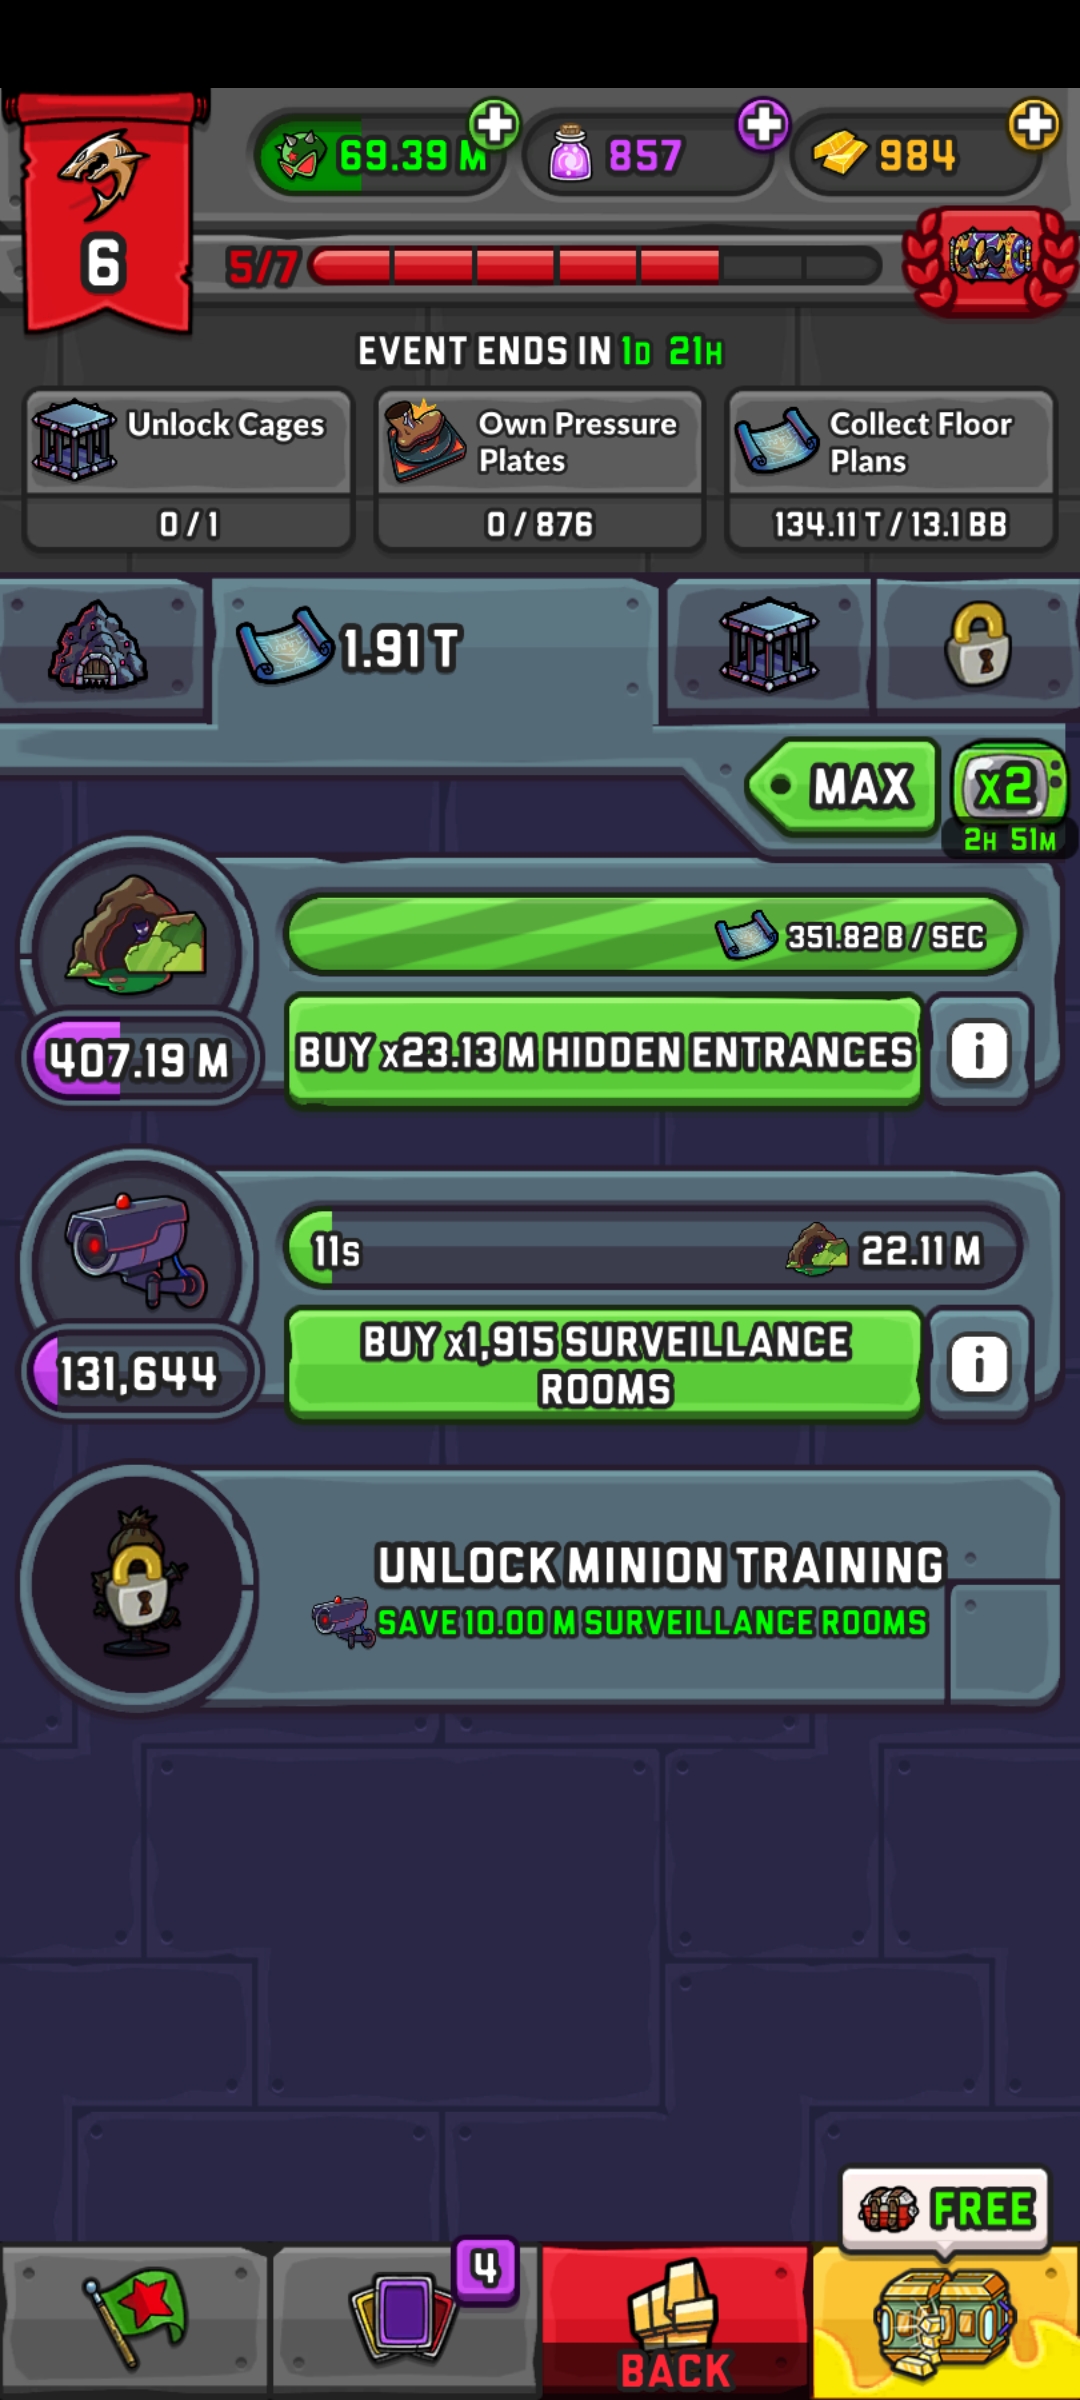 69.39 M
857
984
6
5/7
EVENT ENDS IN 1D 21H
Unlock Cages
0 / 1
Own Pressure
Plates
0 / 876
Collect Floor
Plans
134.11 T / 13.1 BB
1.91 T
MAX
x2
2H 51M
351.82 B / SEC
407.19 M
BUY x23.13 M HIDDEN ENTRANCES
i
11s
22.11 M
131,644
BUY x1,915 SURVEILLANCE
ROOMS
i
UNLOCK MINION TRAINING
SAVE 10.00 M SURVEILLANCE ROOMS
FREE
4
BACK